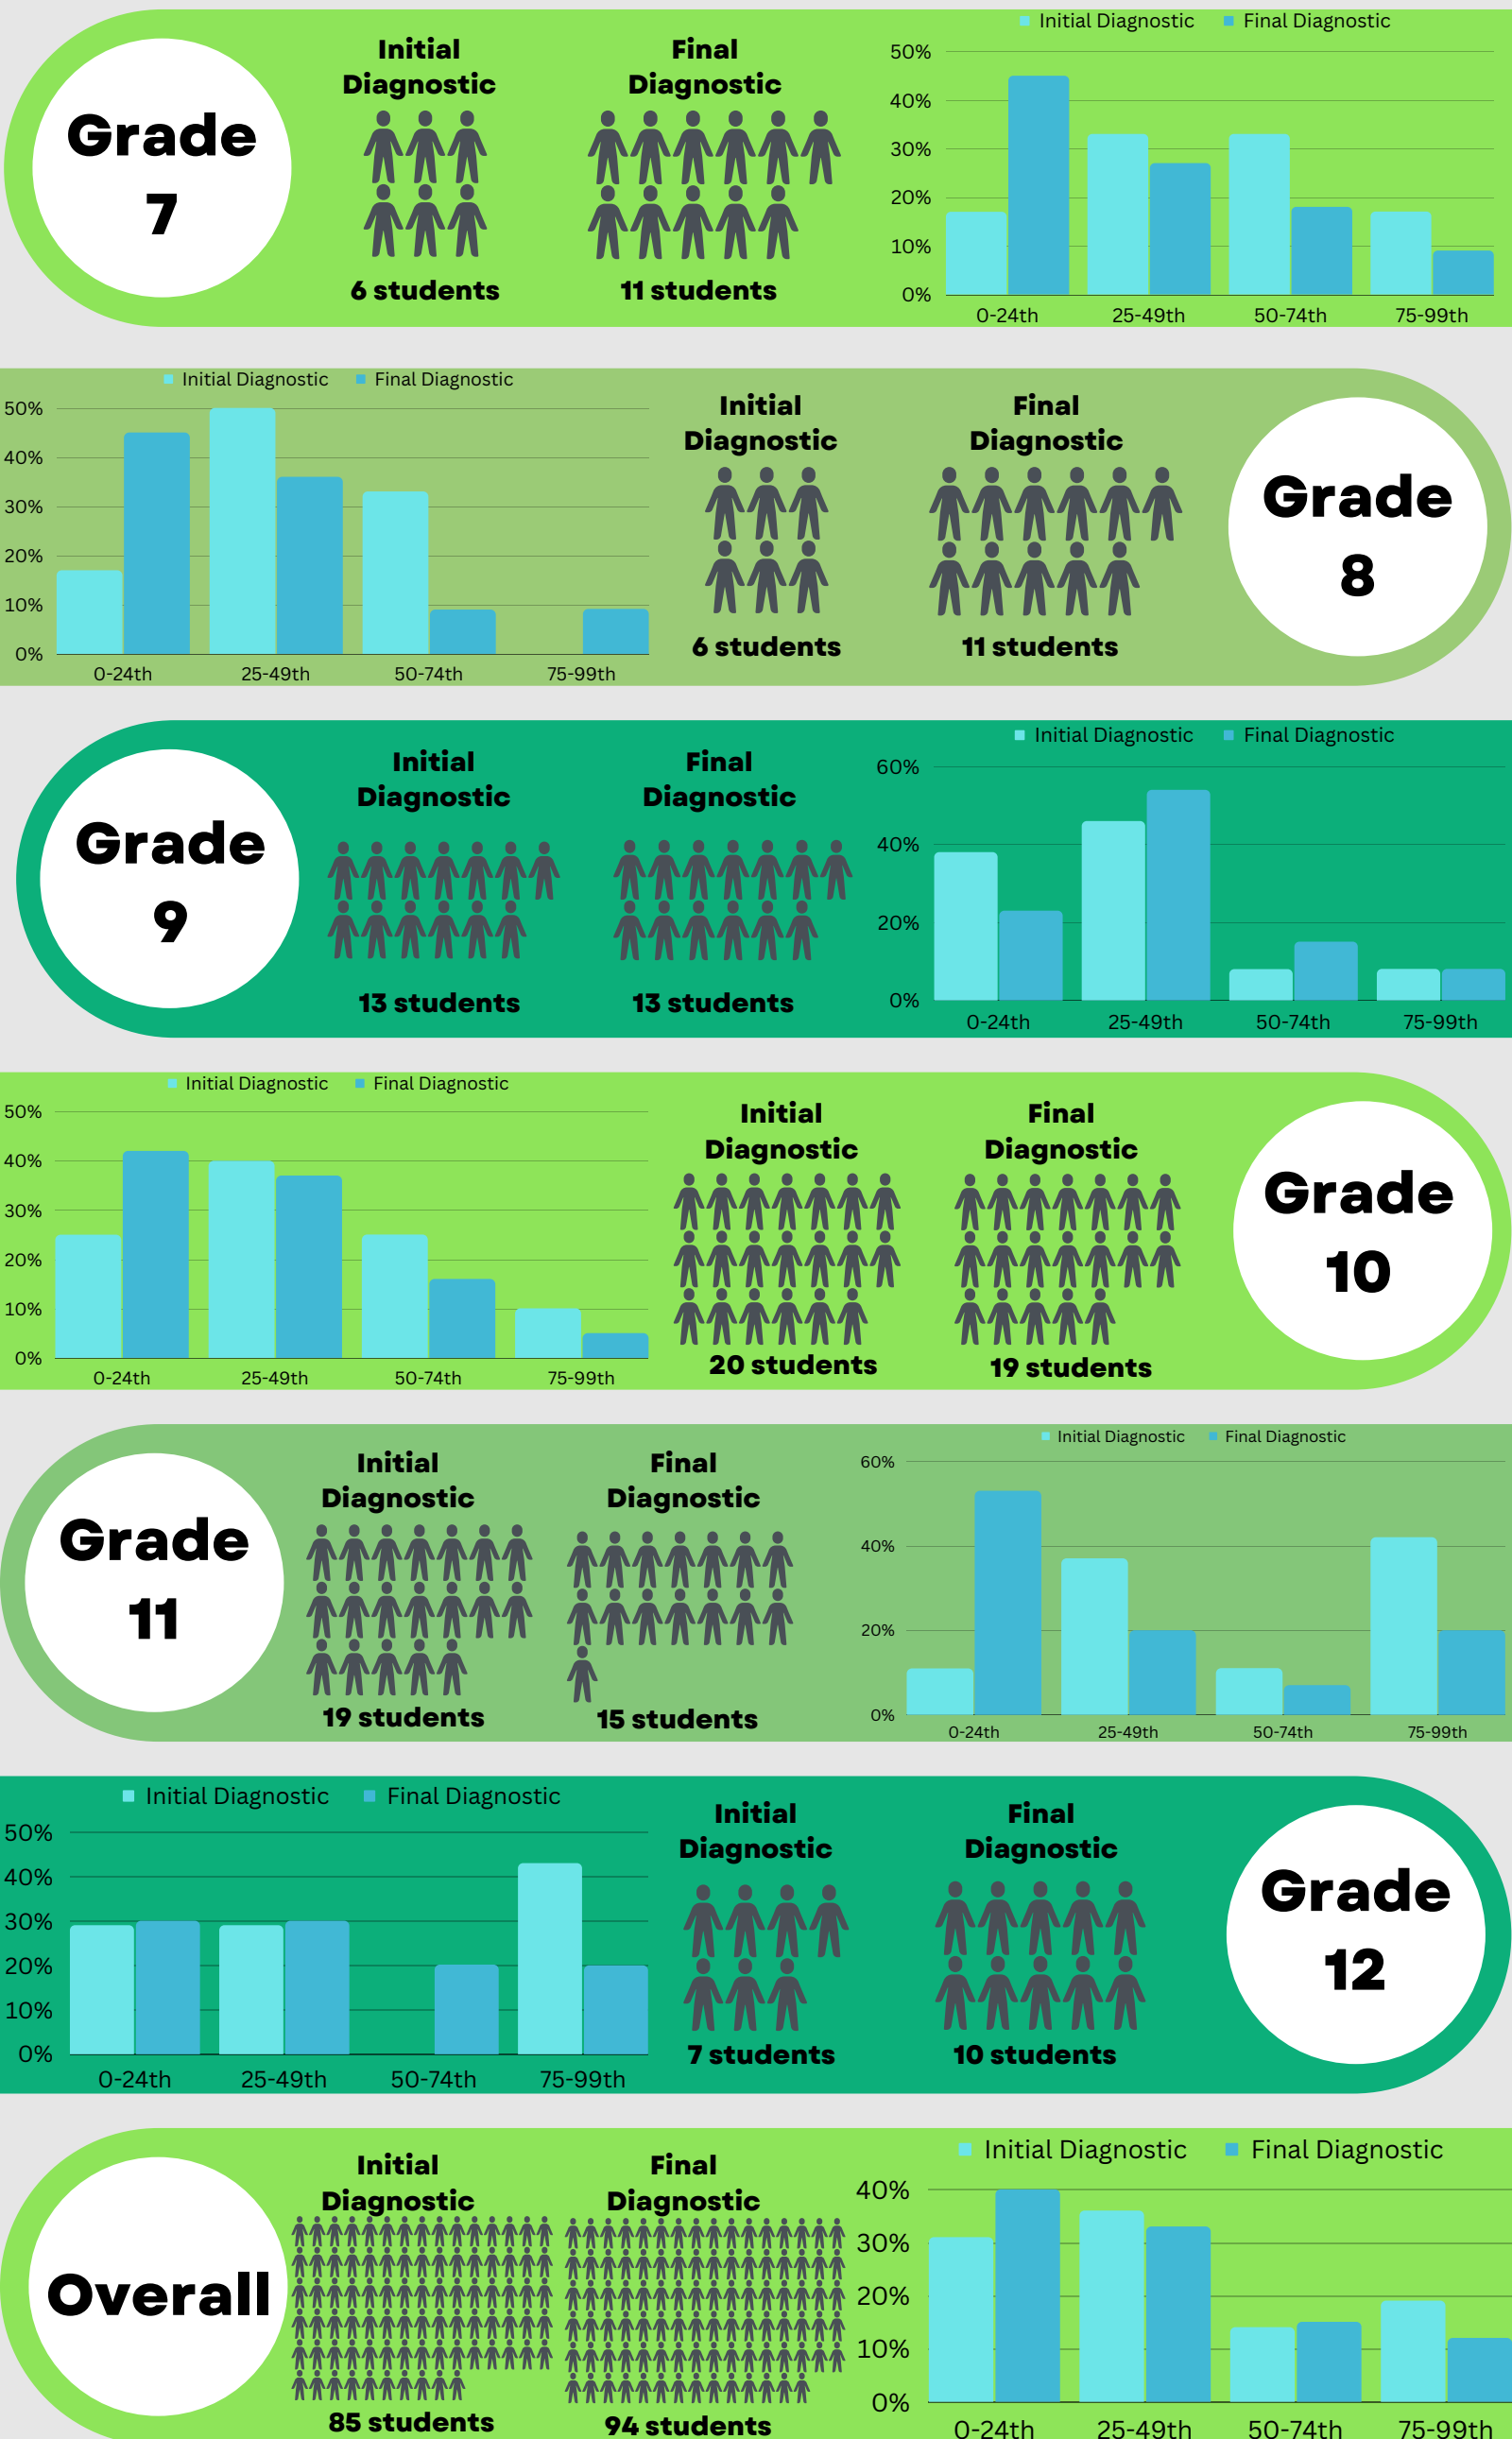 Initial Diagnostic Final Diagnostic
Initial
Diagnostic
Final
Diagnostic
Grade
7
6 students
11 students
50%
40%
30%
20%
10%
0%
0-24th 25-49th 50-74th 75-99th
Initial Diagnostic Final Diagnostic
50%
40%
30%
20%
10%
0%
0-24th 25-49th 50-74th 75-99th
Initial
Diagnostic
Final
Diagnostic
6 students
11 students
Grade
8
Grade
9
Initial
Diagnostic
Final
Diagnostic
13 students
13 students
Initial Diagnostic Final Diagnostic
60%
40%
20%
0%
0-24th 25-49th 50-74th 75-99th
Initial Diagnostic Final Diagnostic
50%
40%
30%
20%
10%
0%
0-24th 25-49th 50-74th 75-99th
Initial
Diagnostic
Final
Diagnostic
20 students
19 students
Grade
10
Grade
11
Initial
Diagnostic
Final
Diagnostic
19 students
15 students
Initial Diagnostic Final Diagnostic
60%
40%
20%
0%
0-24th 25-49th 50-74th 75-99th
Initial Diagnostic Final Diagnostic
50%
40%
30%
20%
10%
0%
0-24th 25-49th 50-74th 75-99th
Initial
Diagnostic
Final
Diagnostic
7 students
10 students
Grade
12
Overall
Initial
Diagnostic
Final
Diagnostic
85 students
94 students
Initial Diagnostic Final Diagnostic
40%
30%
20%
10%
0%
0-24th 25-49th 50-74th 75-99th